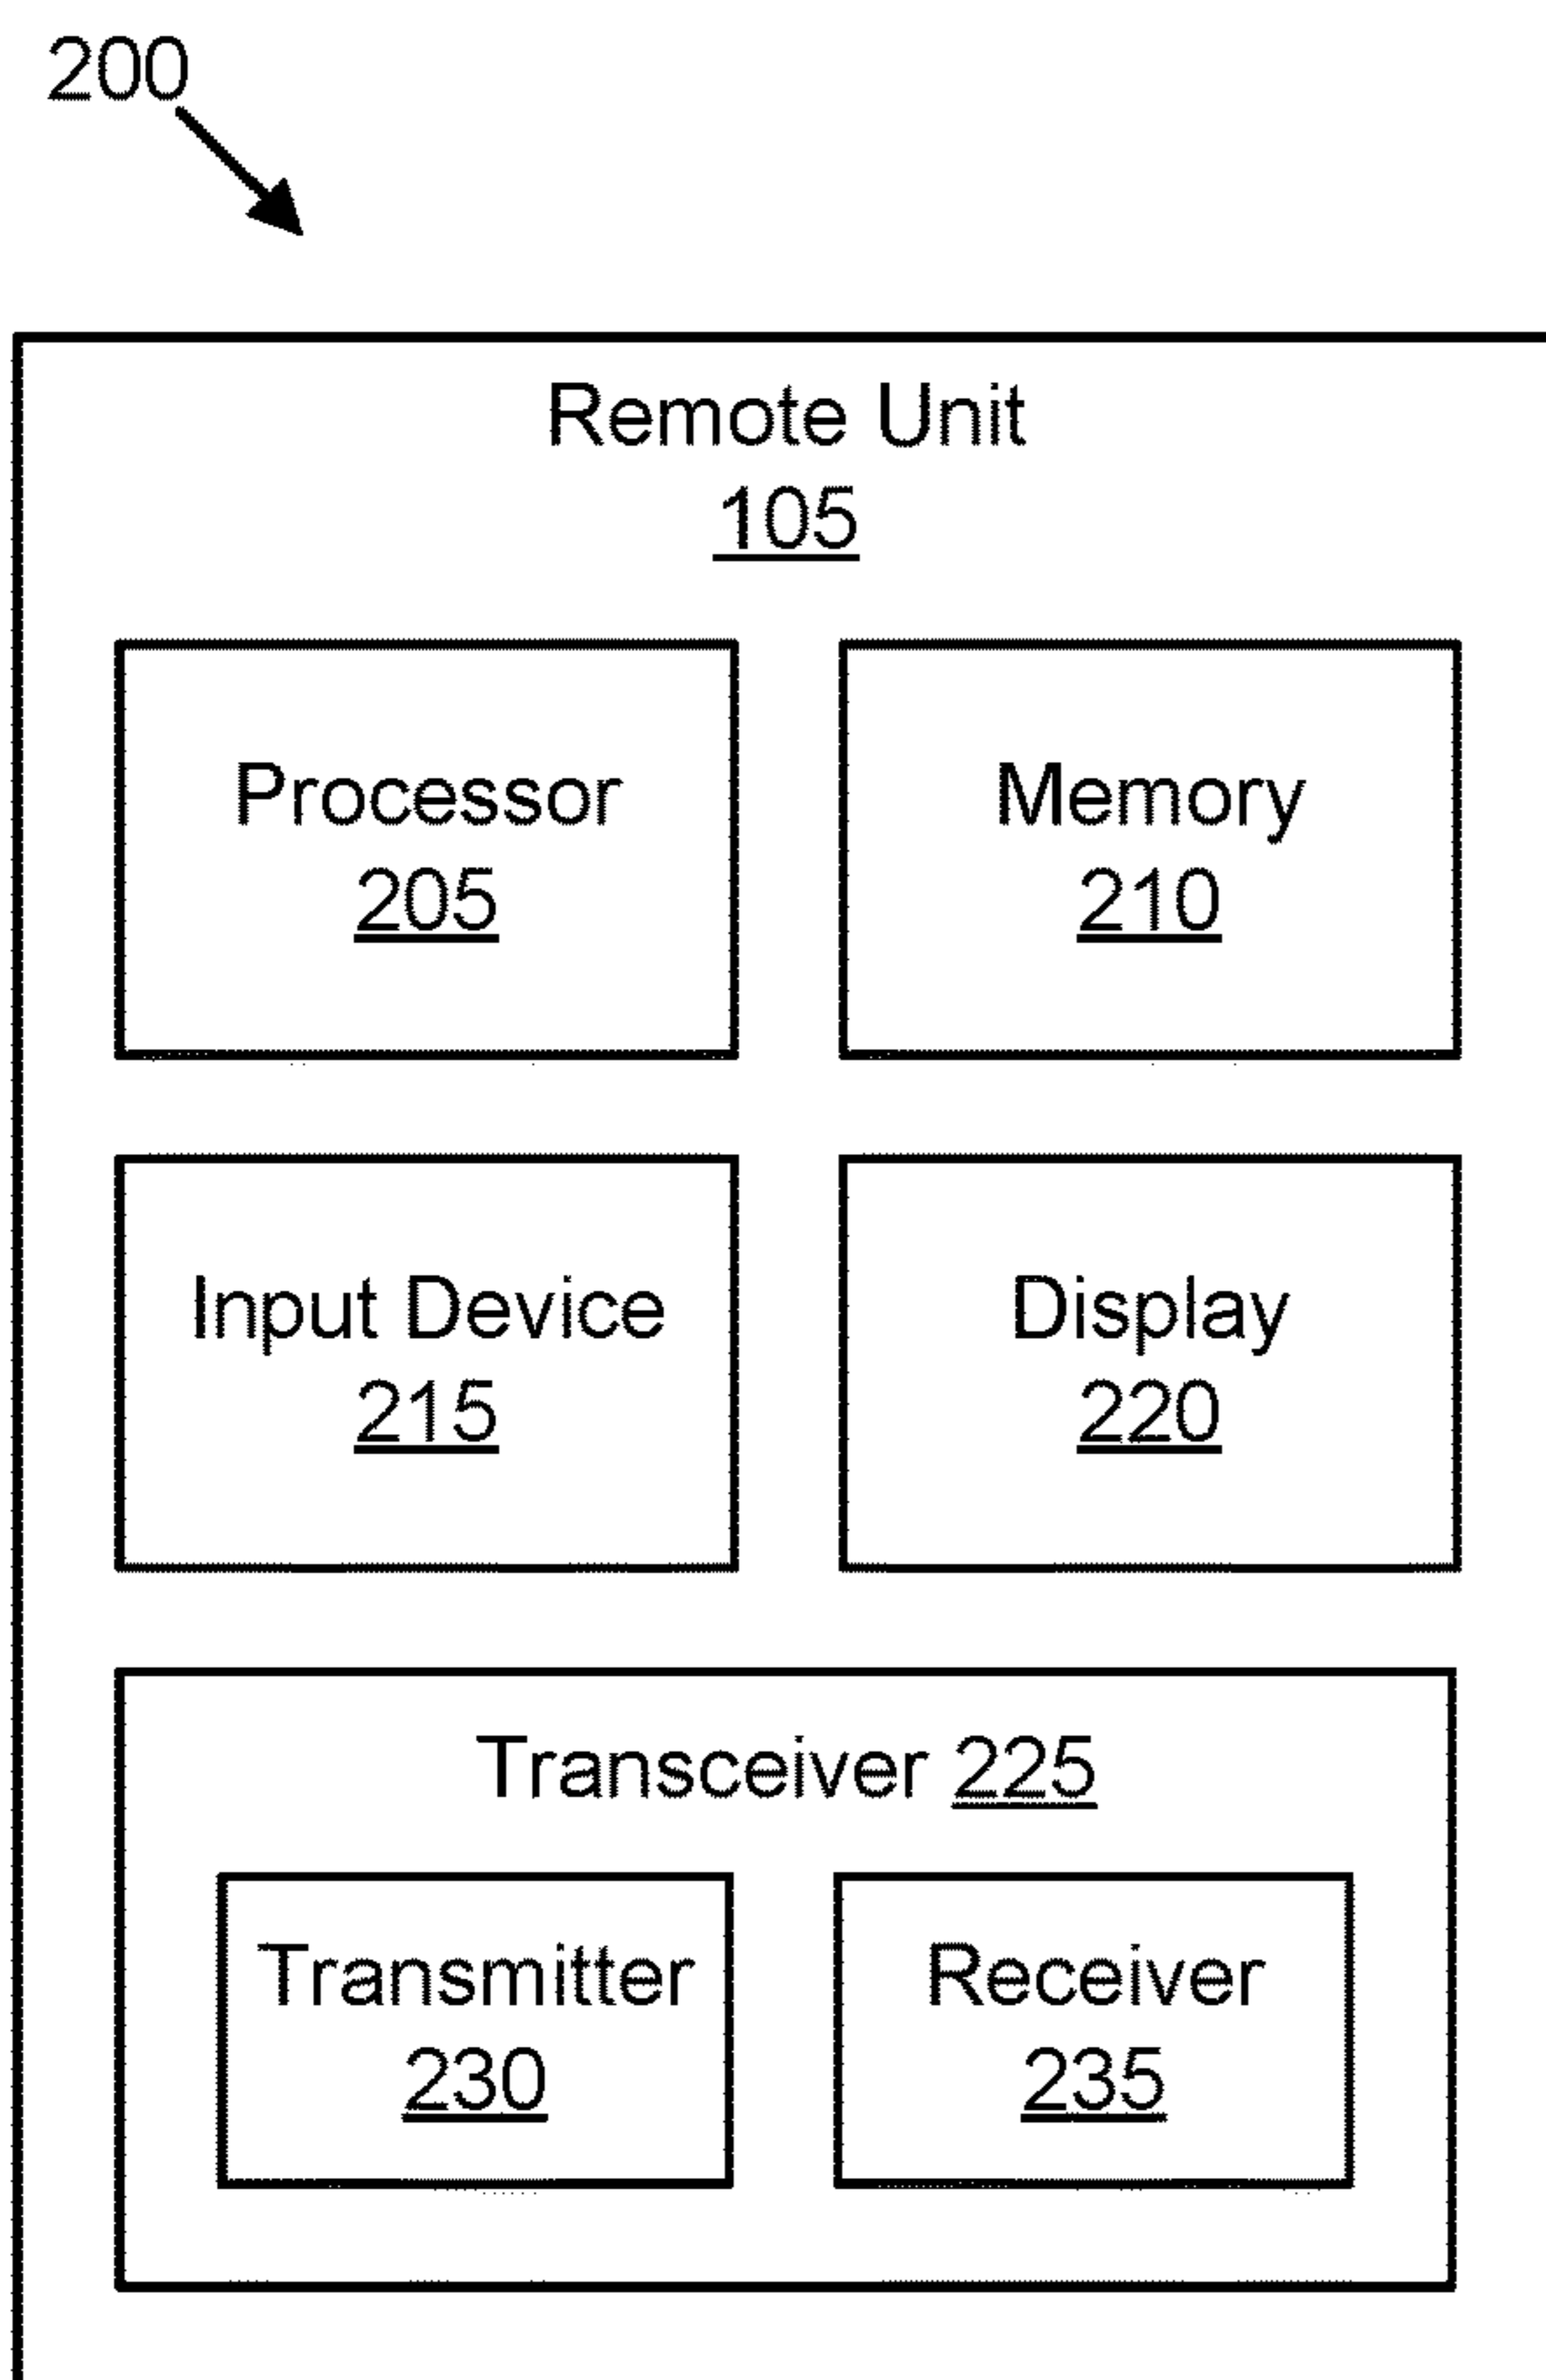 200
Remote Unit
105
Processor
205
Memory
210
Input Device
215
Display
220
Transceiver 225
Transmitter
230
Receiver
235